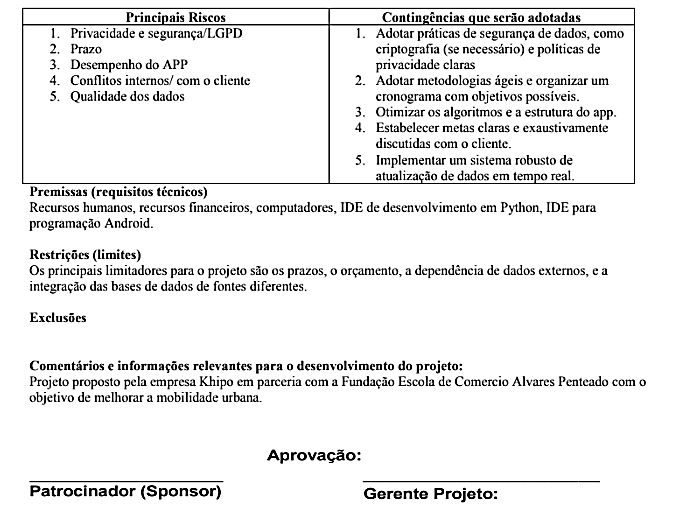 Principais Riscos
1. Privacidade e segurança/LGPD
2. Prazo
3. Desempenho do APP
4. Conflitos internos/ com o cliente
5. Qualidade dos dados
Contingências que serão adotadas
1. Adotar práticas de segurança de dados, como
criptografia (se necessário) e políticas de
privacidade claras
2. Adotar metodologias ágeis e organizar um
cronograma com objetivos possíveis.
3. Otimizar os algoritmos e a estrutura do app.
4. Estabelecer metas claras e exaustivamente
discutidas com o cliente.
5. Implementar um sistema robusto de
atualização de dados em tempo real.
Premissas (requisitos técnicos)
Recursos humanos, recursos financeiros, computadores, IDE de desenvolvimento em Python, IDE para
programação Android.
Restrições (limites)
Os principais limitadores para o projeto são os prazos, o orçamento, a dependência de dados externos, e a
integração das bases de dados de fontes diferentes.
Exclusões
Comentários e informações relevantes para o desenvolvimento do projeto:
Projeto proposto pela empresa Khipo em parceria com a Fundação Escola de Comercio Alvares Penteado com o
objetivo de melhorar a mobilidade urbana.
Aprovação:
Patrocinador (Sponsor)
Gerente Projeto: